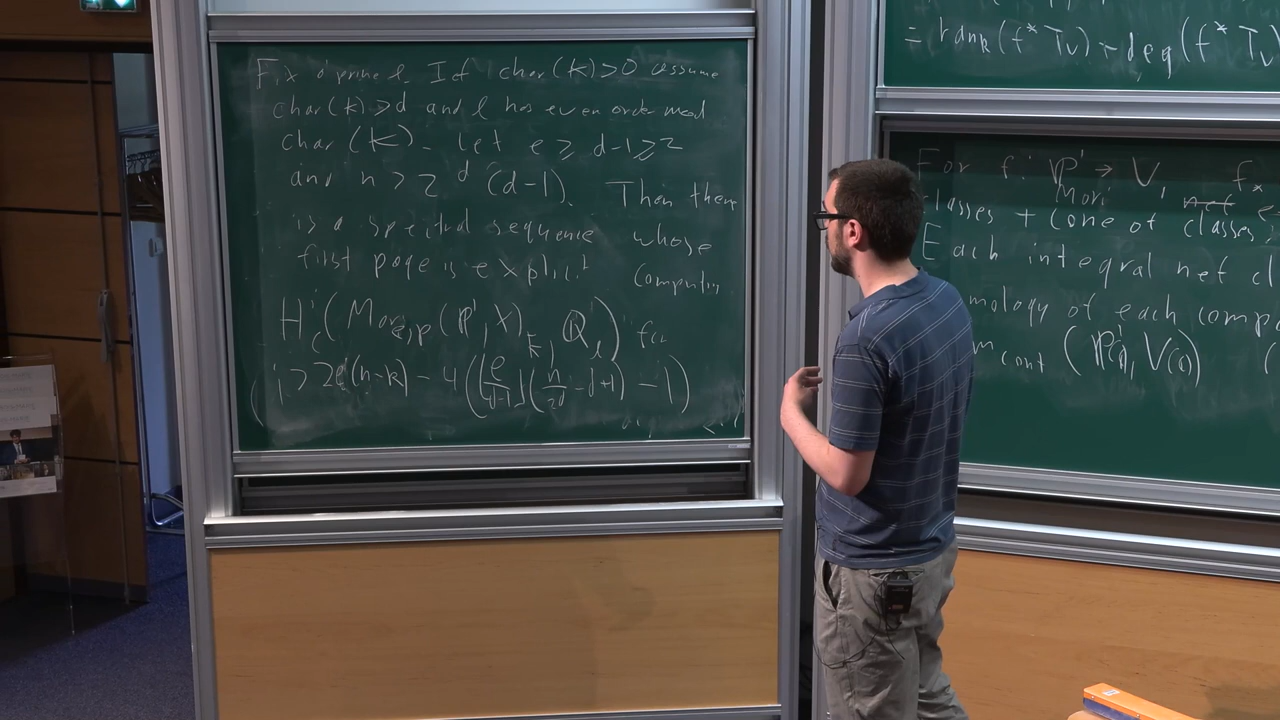 Fix a prime ℓ. If char(k)>0 assume
char(k)>d and ℓ has even order mod
char(k). Let e ≥ d-1 ≥ 2
and n > 2^d (d-1). Then there
is a spectral sequence whose
first page is explicit computing
H^i_c(Mor_{e,p}(ℙ^1,X)_k, ℚ_ℓ) for
(i > 2e(n-k) - 4(⌊e/(d-1)⌋(n/2^d - d+1) - 1)
= rank(f* T_V) + deg(f* T_V)
For f: ℙ^1 → V, f*
Mori
classes + Cone of classes
Each integral nef cl
mology of each comp
cont (ℙ^1(ℂ), V(ℂ))